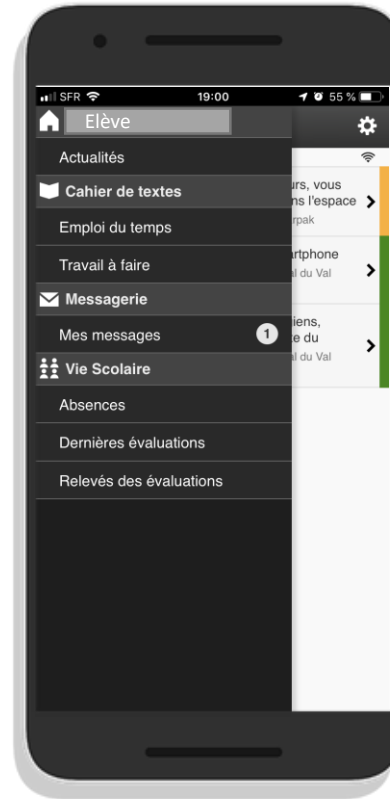 SFR 19:00 55 %
Elève
Actualités
Cahier de textes
Emploi du temps
Travail à faire
Messagerie
Mes messages 1
Vie Scolaire
Absences
Dernières évaluations
Relevés des évaluations
urs, vous
ns l'espace
rpak
artphone
al du Val
iens,
te du
al du Val